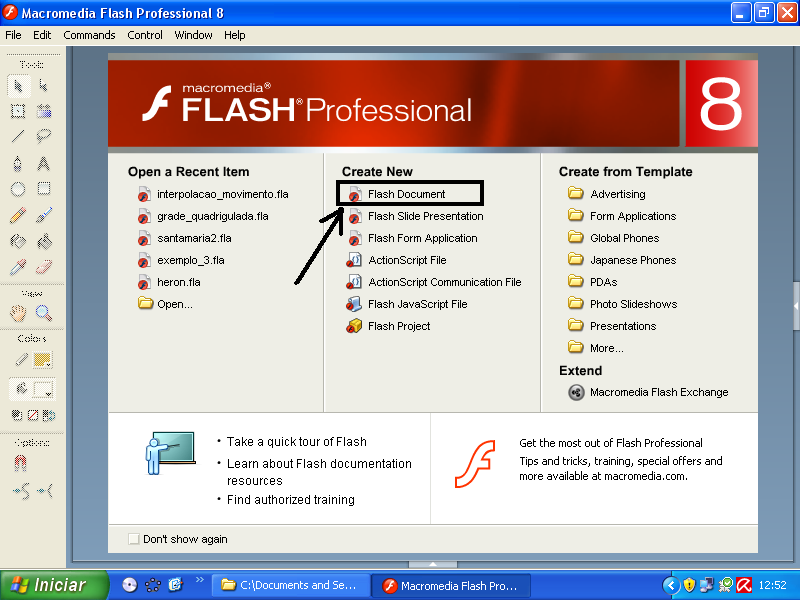 Macromedia Flash Professional 8
File Edit Commands Control Window Help
Tools
macromedia®
FLASH® Professional
8
Open a Recent Item
interpolacao_movimento.fla
grade_quadrigulada.fla
santamaria2.fla
exemplo_3.fla
heron.fla
Open...
Create New
Flash Document
Flash Slide Presentation
Flash Form Application
ActionScript File
ActionScript Communication File
Flash JavaScript File
Flash Project
Create from Template
Advertising
Form Applications
Global Phones
Japanese Phones
PDAs
Photo Slideshows
Presentations
More...
Extend
Macromedia Flash Exchange
View
Colors
Options
• Take a quick tour of Flash
• Learn about Flash documentation
resources
• Find authorized training
Get the most out of Flash Professional
Tips and tricks, training, special offers and
more available at macromedia.com.
Don't show again
Iniciar
»
C:\Documents and Se...
Macromedia Flash Pro...
12:52